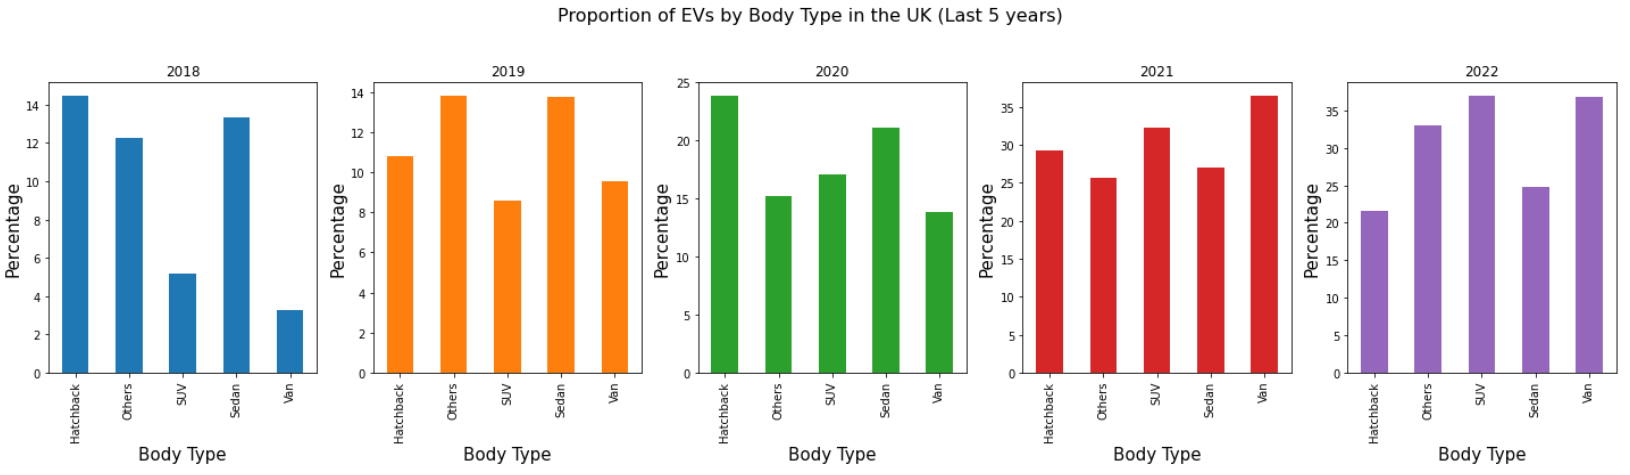 Proportion of EVs by Body Type in the UK (Last 5 years)
2018
Percentage
14
12
10
8
6
4
2
0
Hatchback
Others
SUV
Sedan
Van
Body Type
2019
Percentage
14
12
10
8
6
4
2
0
Hatchback
Others
SUV
Sedan
Van
Body Type
2020
Percentage
25
20
15
10
5
0
Hatchback
Others
SUV
Sedan
Van
Body Type
2021
Percentage
35
30
25
20
15
10
5
0
Hatchback
Others
SUV
Sedan
Van
Body Type
2022
Percentage
35
30
25
20
15
10
5
0
Hatchback
Others
SUV
Sedan
Van
Body Type